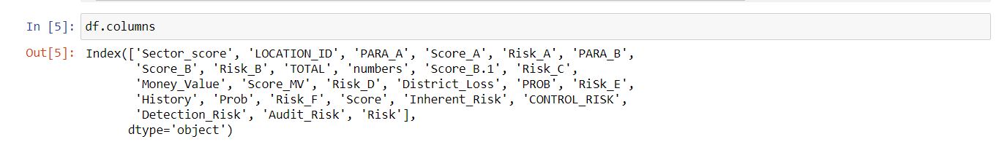 In [5]: df.columns
Out[5]: Index(['Sector_score', 'LOCATION_ID', 'PARA_A', 'Score_A', 'Risk_A', 'PARA_B',
'Score_B', 'Risk_B', 'TOTAL', 'numbers', 'Score_B.1', 'Risk_C',
'Money_Value', 'Score_MV', 'Risk_D', 'District_Loss', 'PROB', 'RiSk_E',
'History', 'Prob', 'Risk_F', 'Score', 'Inherent_Risk', 'CONTROL_RISK',
'Detection_Risk', 'Audit_Risk', 'Risk'],
dtype='object')